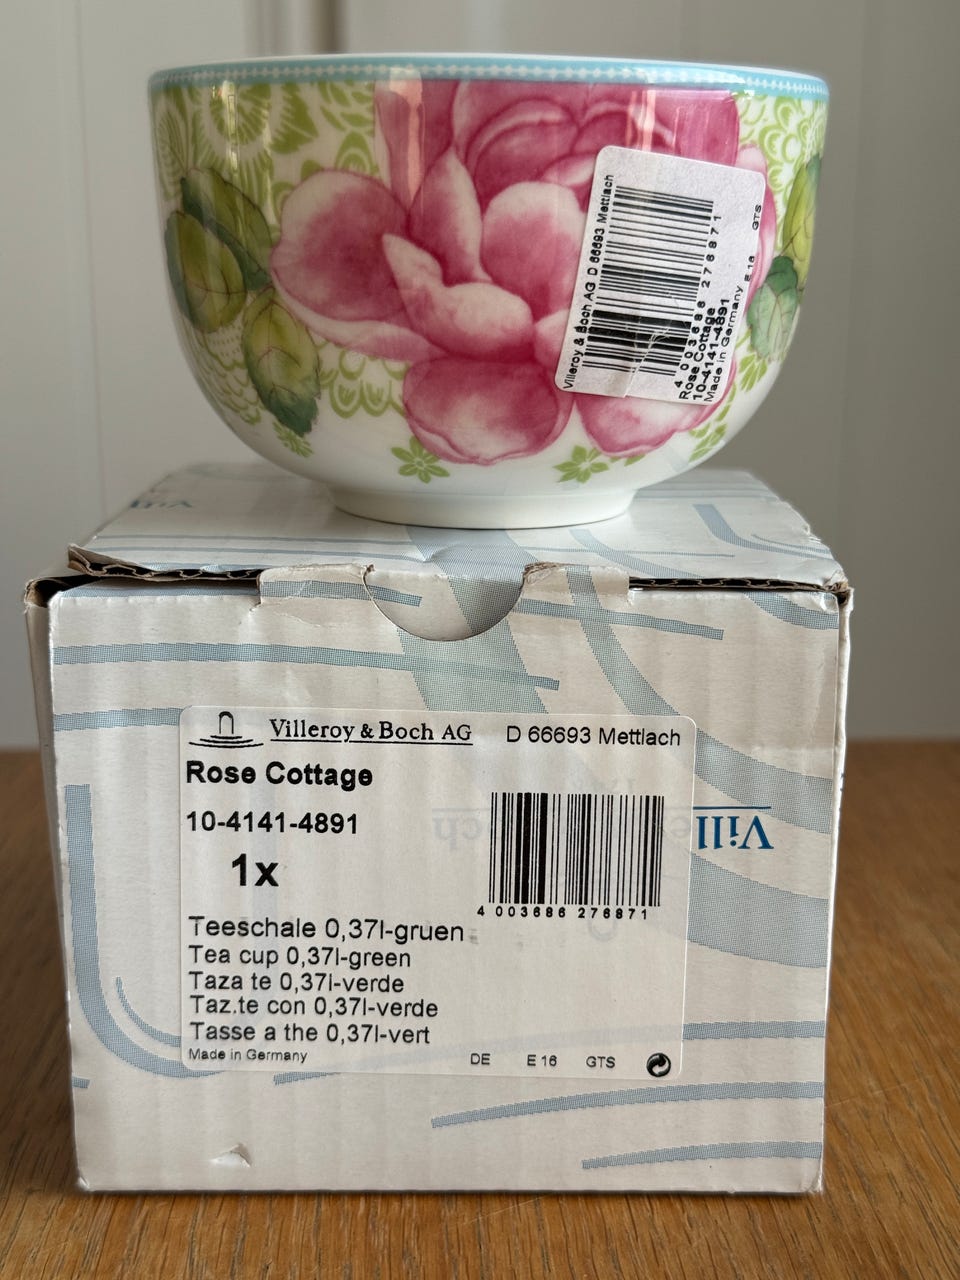 Villeroy & Boch AG D 66693 Mettlach
4 003686 276871
Rose Cottage
10-4141-4891
Made in Germany E 16 GTS
Villeroy & Boch AG D 66693 Mettlach
Rose Cottage
10-4141-4891
1x
4 003686 276871
Teeschale 0,37l-gruen
Tea cup 0,37l-green
Taza te 0,37l-verde
Taz.te con 0,37l-verde
Tasse a the 0,37l-vert
Made in Germany DE E 16 GTS
Vill